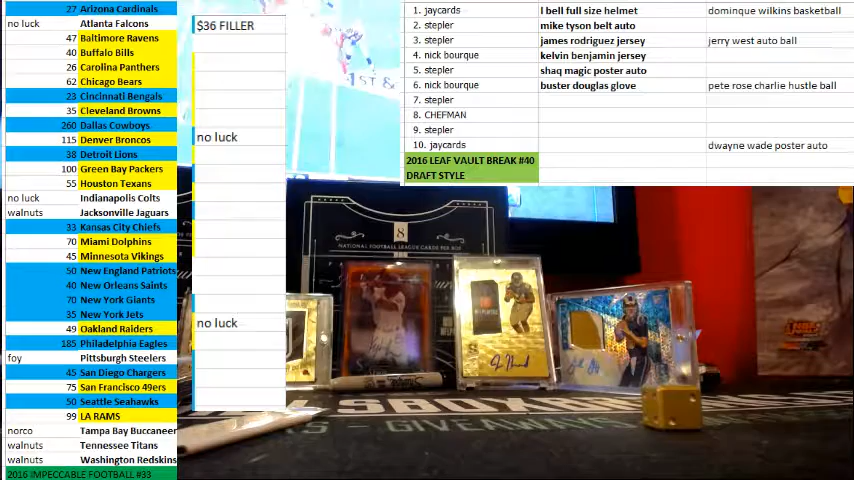 27 Arizona Cardinals
no luck Atlanta Falcons
47 Baltimore Ravens
40 Buffalo Bills
26 Carolina Panthers
62 Chicago Bears
23 Cincinnati Bengals
35 Cleveland Browns
260 Dallas Cowboys
115 Denver Broncos
38 Detroit Lions
100 Green Bay Packers
55 Houston Texans
no luck Indianapolis Colts
walnuts Jacksonville Jaguars
33 Kansas City Chiefs
70 Miami Dolphins
45 Minnesota Vikings
50 New England Patriots
40 New Orleans Saints
70 New York Giants
35 New York Jets
49 Oakland Raiders
185 Philadelphia Eagles
foy Pittsburgh Steelers
45 San Diego Chargers
75 San Francisco 49ers
50 Seattle Seahawks
99 LA RAMS
norco Tampa Bay Buccaneer
walnuts Tennessee Titans
walnuts Washington Redskins
2016 IMPECCABLE FOOTBALL #33
$36 FILLER
no luck
no luck
1. jaycards l bell full size helmet dominque wilkins basketball
2. stepler mike tyson belt auto
3. stepler james rodriguez jersey jerry west auto ball
4. nick bourque kelvin benjamin jersey
5. stepler shaq magic poster auto
6. nick bourque buster douglas glove pete rose charlie hustle ball
7. stepler
8. CHEFMAN
9. stepler
10. jaycards dwayne wade poster auto
2016 LEAF VAULT BREAK #40
DRAFT STYLE
1ST &
8
NATIONAL FOOTBALL LEAGUE CARDS PER BOX